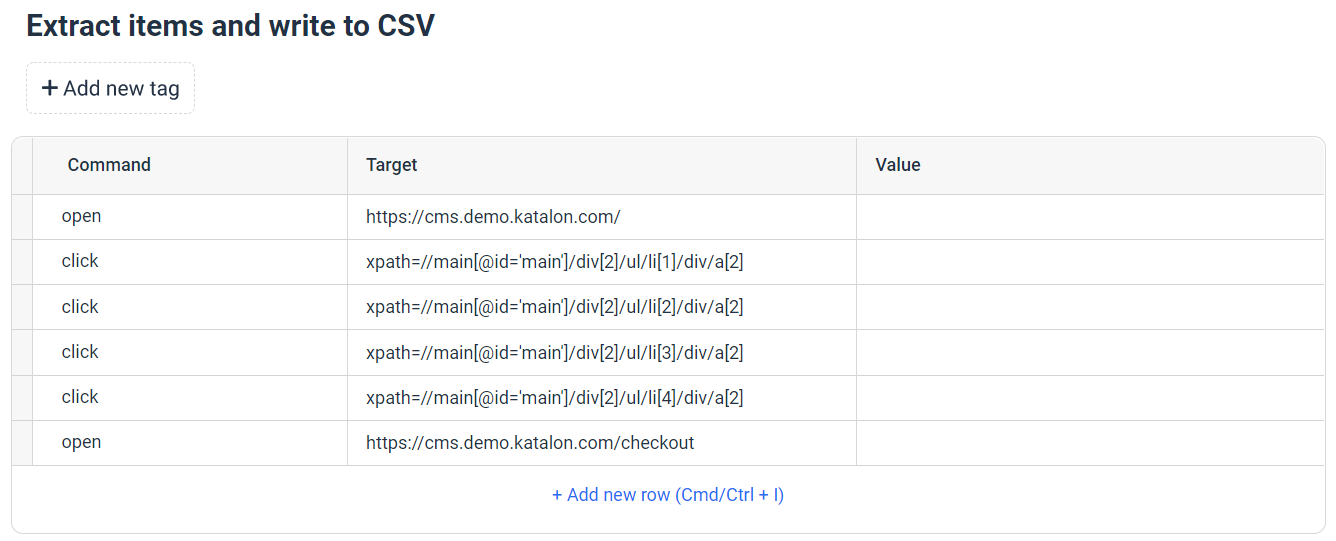 Extract items and write to CSV
+ Add new tag
Command Target Value
open https://cms.demo.katalon.com/
click xpath=//main[@id='main']/div[2]/ul/li[1]/div/a[2]
click xpath=//main[@id='main']/div[2]/ul/li[2]/div/a[2]
click xpath=//main[@id='main']/div[2]/ul/li[3]/div/a[2]
click xpath=//main[@id='main']/div[2]/ul/li[4]/div/a[2]
open https://cms.demo.katalon.com/checkout
+ Add new row (Cmd/Ctrl + I)